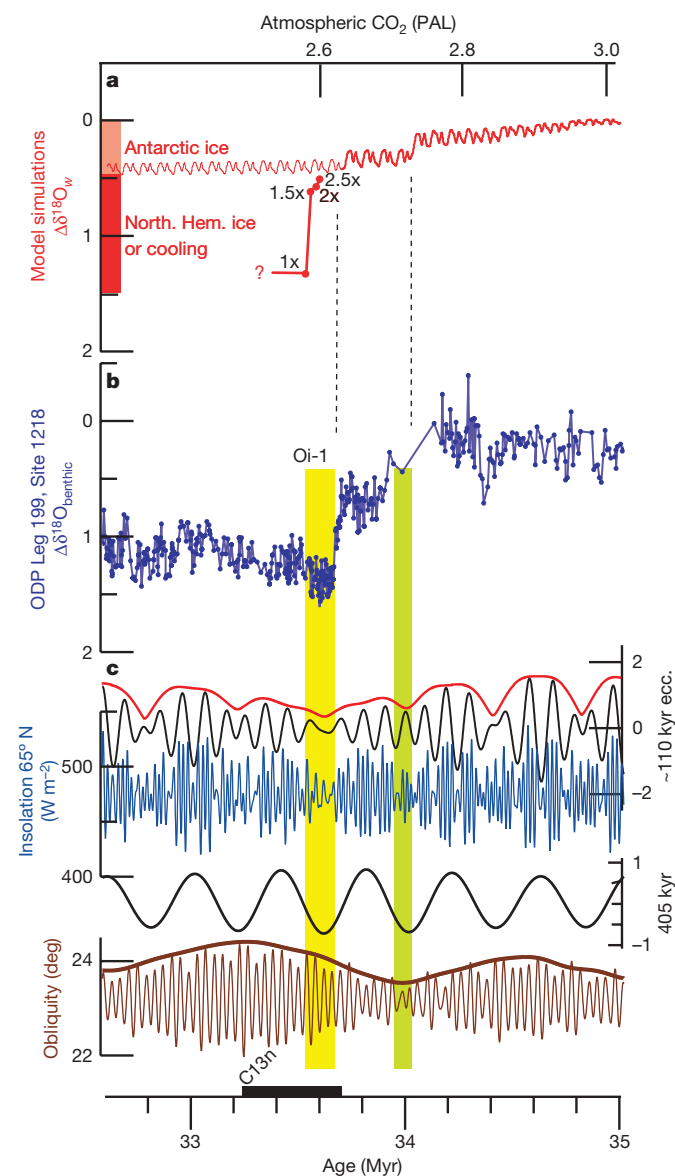 Atmospheric CO2 (PAL)
2.6 2.8 3.0
a
0
Antarctic ice
2.5x
1.5x
2x
North. Hem. ice
or cooling
1
? 1x
2
Model simulations
Δδ18Ow
b
0
Oi-1
1
2
ODP Leg 199, Site 1218
Δδ18Obenthic
c
2
0
500
–2
400
~110 kyr ecc.
Insolation 65° N
(W m–2)
1
–1
405 kyr
24
22
Obliquity (deg)
C13n
33 34 35
Age (Myr)